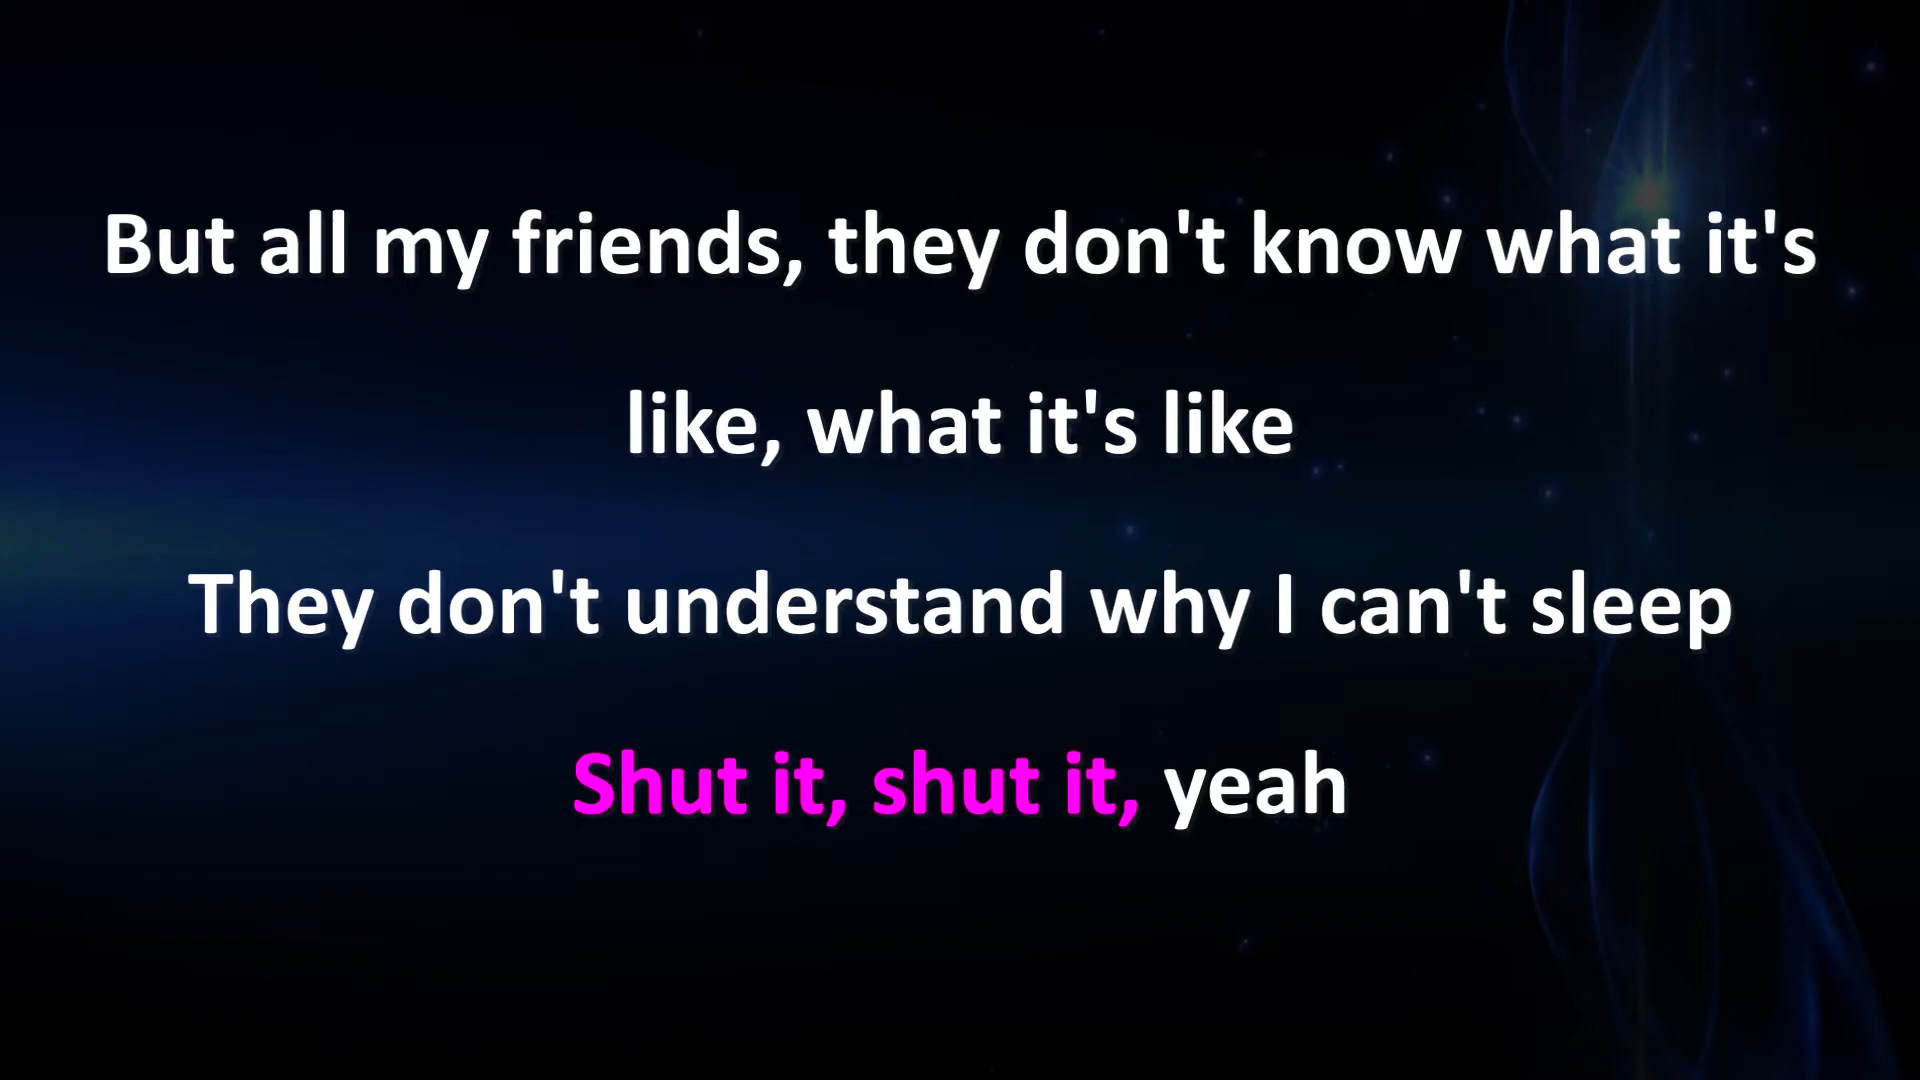 But all my friends, they don't know what it's
like, what it's like
They don't understand why I can't sleep
Shut it, shut it, yeah